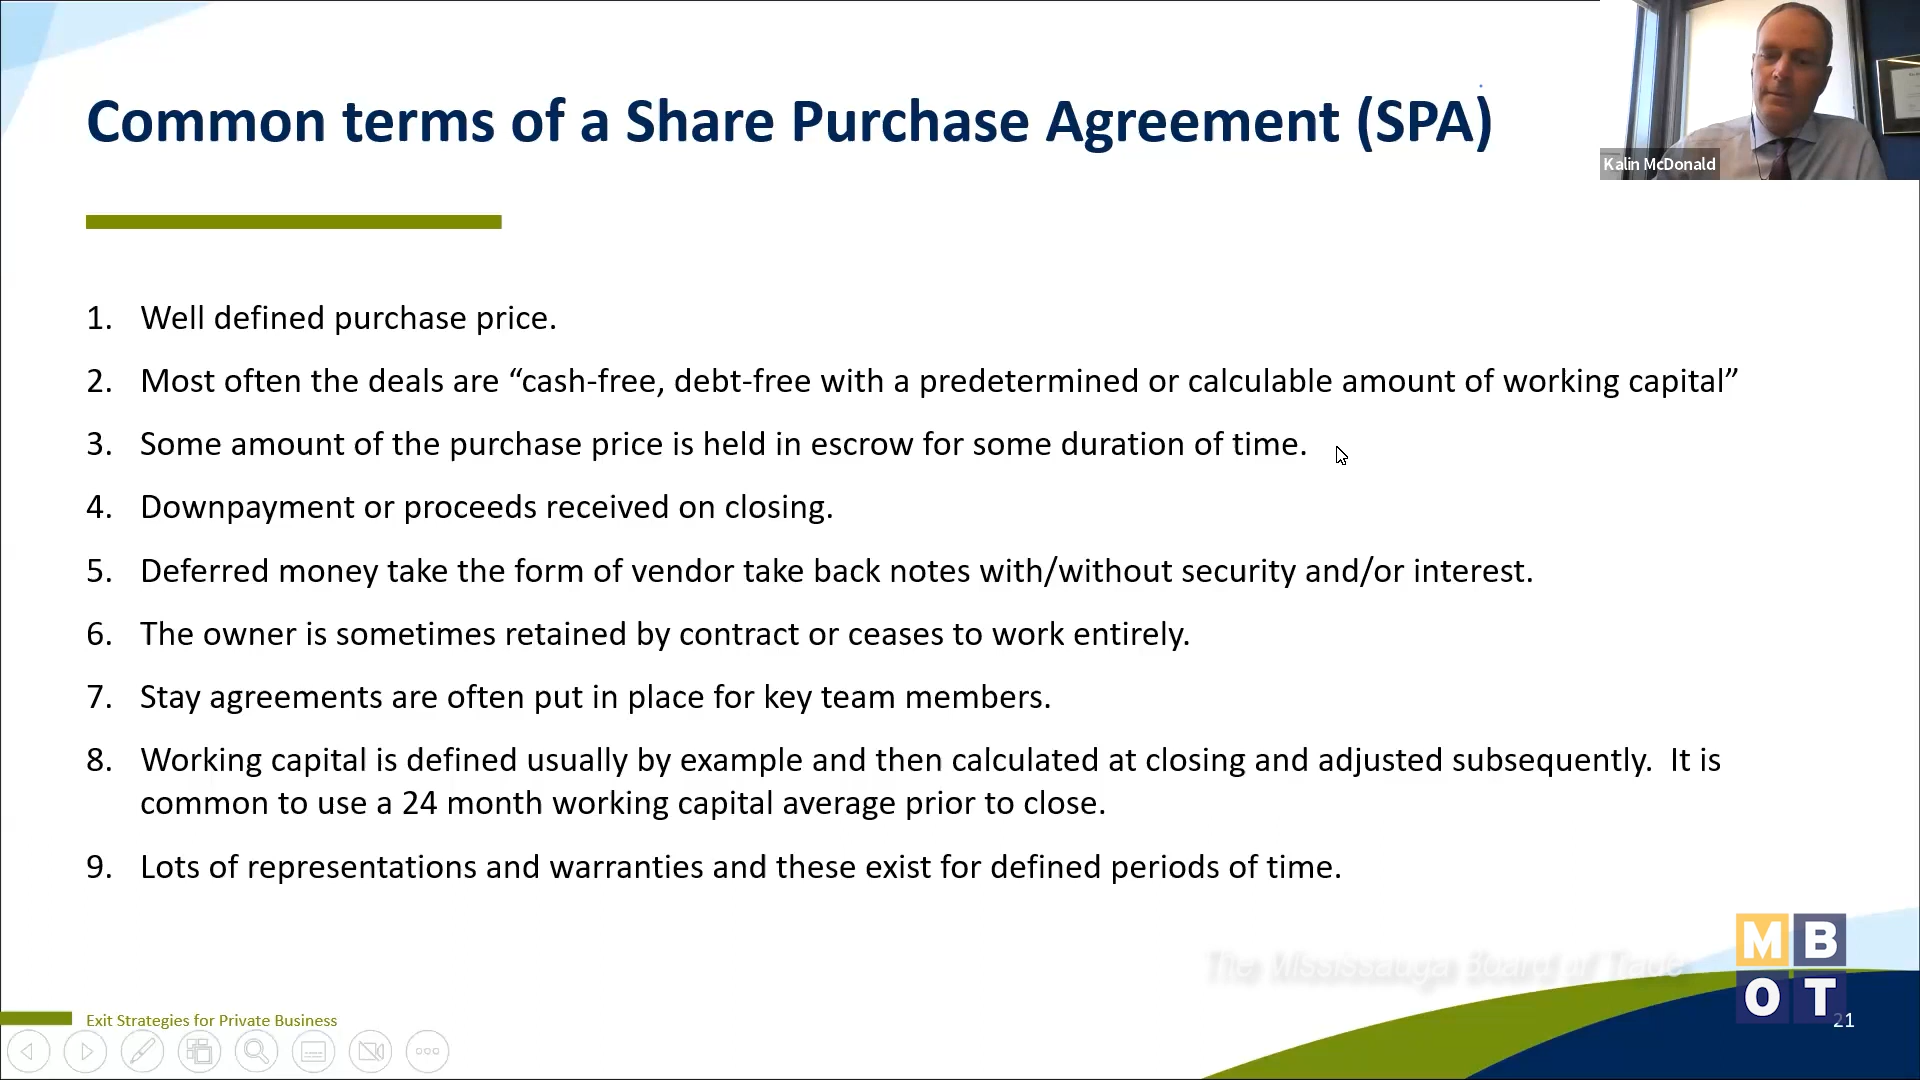 Common terms of a Share Purchase Agreement (SPA)
Kalin McDonald
1. Well defined purchase price.
2. Most often the deals are “cash-free, debt-free with a predetermined or calculable amount of working capital”
3. Some amount of the purchase price is held in escrow for some duration of time.
4. Downpayment or proceeds received on closing.
5. Deferred money take the form of vendor take back notes with/without security and/or interest.
6. The owner is sometimes retained by contract or ceases to work entirely.
7. Stay agreements are often put in place for key team members.
8. Working capital is defined usually by example and then calculated at closing and adjusted subsequently.  It is
common to use a 24 month working capital average prior to close.
9. Lots of representations and warranties and these exist for defined periods of time.
The Mississauga Board of Trade
MB
OT
Exit Strategies for Private Business
21